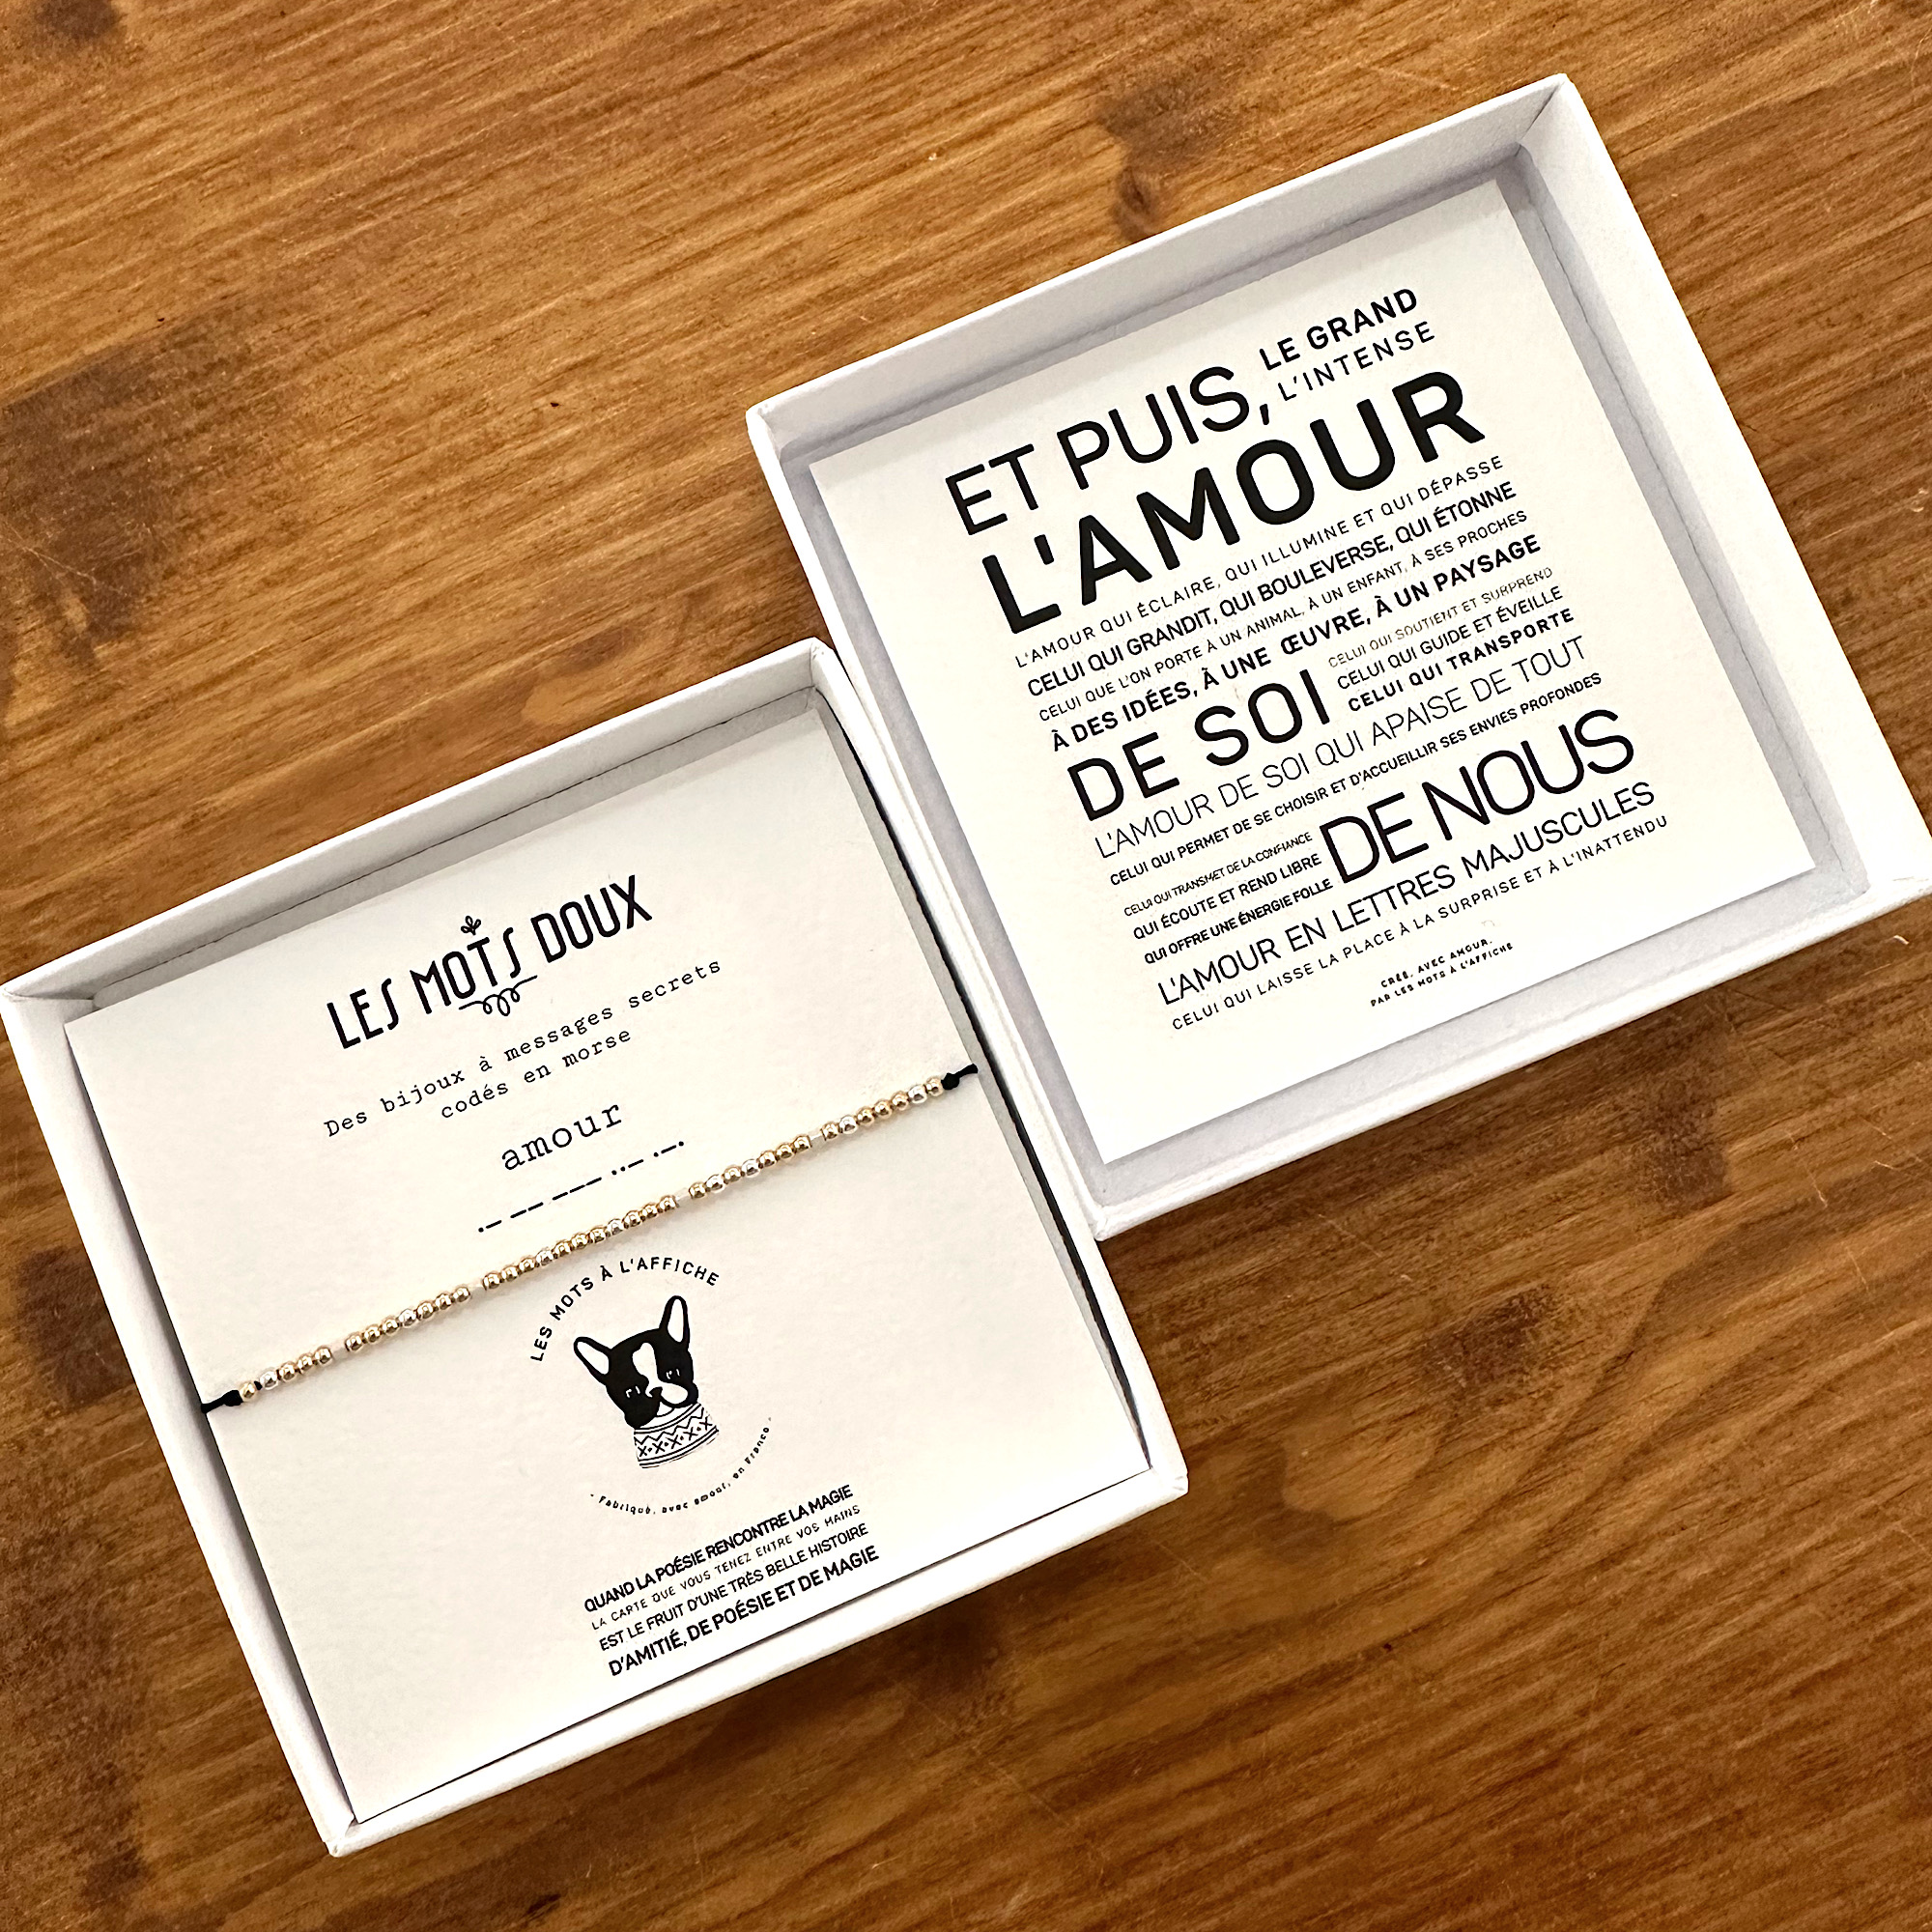 LES MOTS DOUX
Des bijoux à messages secrets
codés en morse
amour
.— —— ——— ..— .—.
LES MOTS À L'AFFICHE
- Fabriqué, avec amour, en France -
QUAND LA POÉSIE RENCONTRE LA MAGIE
LA CARTE QUE VOUS TENEZ ENTRE VOS MAINS
EST LE FRUIT D'UNE TRÈS BELLE HISTOIRE
D'AMITIÉ, DE POÉSIE ET DE MAGIE
ET PUIS,
LE GRAND
L'INTENSE
L'AMOUR
L'AMOUR QUI ÉCLAIRE, QUI ILLUMINE ET QUI DÉPASSE
CELUI QUI GRANDIT, QUI BOULEVERSE, QUI ÉTONNE
CELUI QUE L'ON PORTE À UN ANIMAL, À UN ENFANT, À SES PROCHES
À DES IDÉES, À UNE ŒUVRE, À UN PAYSAGE
DE SOI
CELUI QUI SOUTIENT ET SURPREND
CELUI QUI GUIDE ET ÉVEILLE
CELUI QUI TRANSPORTE
L'AMOUR DE SOI QUI APAISE DE TOUT
CELUI QUI PERMET DE SE CHOISIR ET D'ACCUEILLIR SES ENVIES PROFONDES
CELUI QUI TRANSMET DE LA CONFIANCE
QUI ÉCOUTE ET REND LIBRE
QUI OFFRE UNE ÉNERGIE FOLLE
DE NOUS
L'AMOUR EN LETTRES MAJUSCULES
CELUI QUI LAISSE LA PLACE À LA SURPRISE ET À L'INATTENDU
CRÉÉ, AVEC AMOUR,
PAR LES MOTS À L'AFFICHE